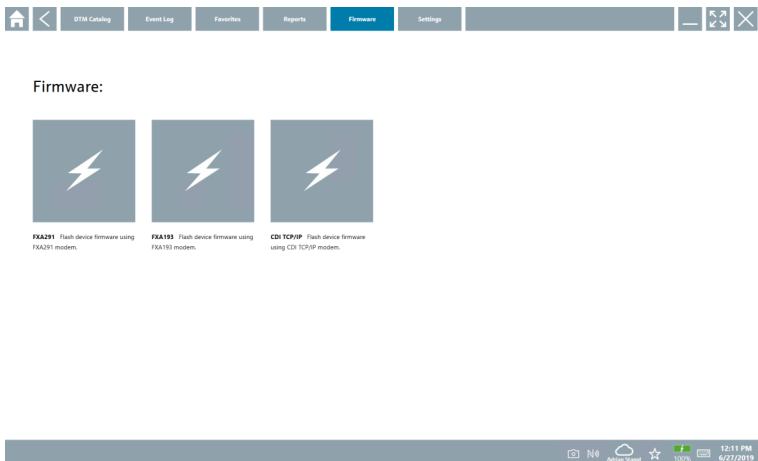 DTM Catalog
Event Log
Favorites
Reports
Firmware
Settings
Firmware:
FXA291 Flash device firmware using
FXA291 modem.
FXA193 Flash device firmware using
FXA193 modem.
CDI TCP/IP Flash device firmware
using CDI TCP/IP modem.
100%
12:11 PM
6/27/2019